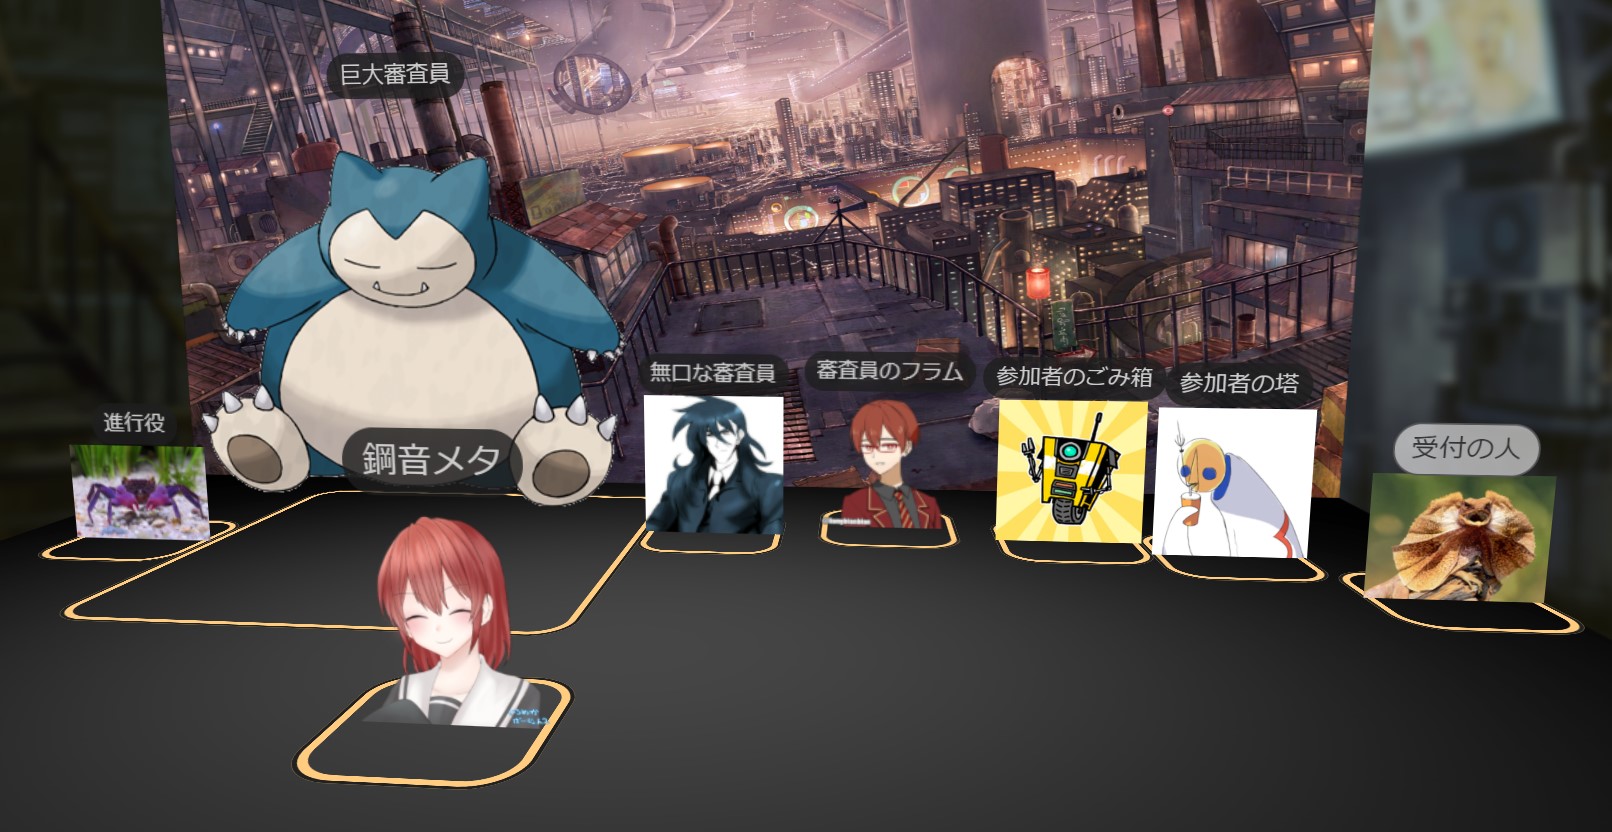 巨大審査員
無口な審査員
審査員のフラム
参加者のごみ箱
参加者の塔
進行役
鋼音メタ
受付の人